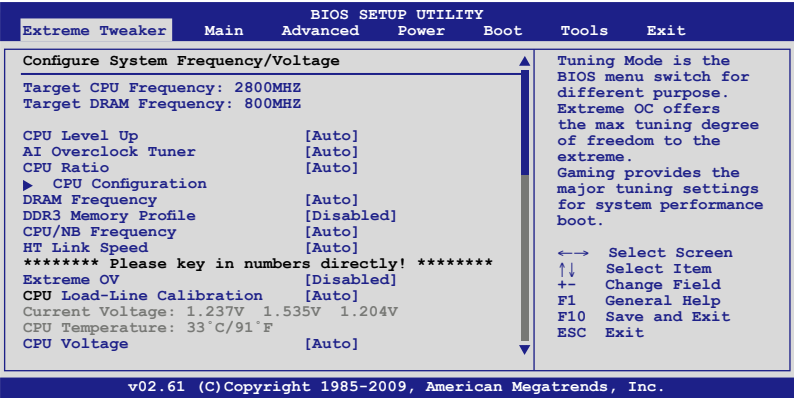 BIOS SETUP UTILITY
Extreme Tweaker Main Advanced Power Boot Tools Exit
Configure System Frequency/Voltage
Target CPU Frequency: 2800MHZ
Target DRAM Frequency: 800MHZ
CPU Level Up [Auto]
AI Overclock Tuner [Auto]
CPU Ratio [Auto]
CPU Configuration
DRAM Frequency [Auto]
DDR3 Memory Profile [Disabled]
CPU/NB Frequency [Auto]
HT Link Speed [Auto]
******** Please key in numbers directly! ********
Extreme OV [Disabled]
CPU Load-Line Calibration [Auto]
Current Voltage: 1.237V 1.535V 1.204V
CPU Temperature: 33˚C/91˚F
CPU Voltage [Auto]
Tuning Mode is the
BIOS menu switch for
different purpose.
Extreme OC offers
the max tuning degree
of freedom to the
extreme.
Gaming provides the
major tuning settings
for system performance
boot.
←→ Select Screen
↑↓ Select Item
+- Change Field
F1 General Help
F10 Save and Exit
ESC Exit
v02.61 (C)Copyright 1985-2009, American Megatrends, Inc.